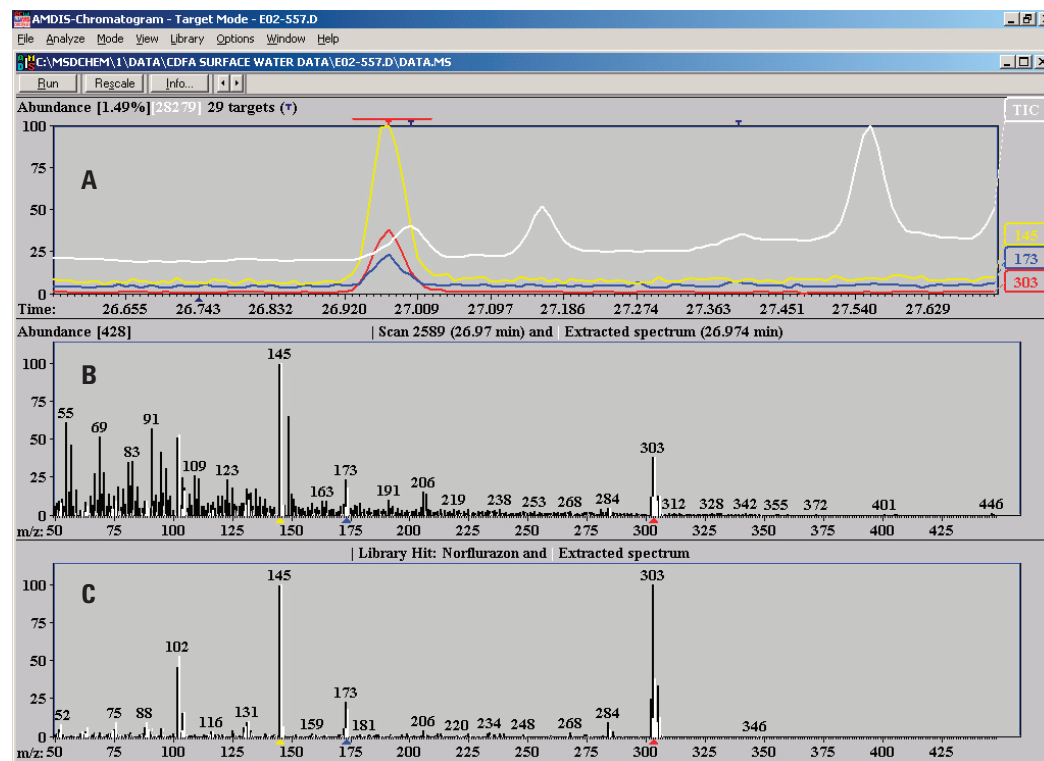 AMDIS-Chromatogram - Target Mode - E02-557.D
File Analyze Mode View Library Options Window Help
C:\MSDCHEM\1\DATA\CDFA SURFACE WATER DATA\E02-557.D\DATA.MS
Run Rescale Info...
Abundance [1.49%] [28279] 29 targets (T)
TIC
100
75
50
25
0
A
145
173
303
Time: 26.655 26.743 26.832 26.920 27.009 27.097 27.186 27.274 27.363 27.451 27.540 27.629
Abundance [428] | Scan 2589 (26.97 min) and | Extracted spectrum (26.974 min)
100
75
50
25
0
B
55 69 83 91 109 123 145 163 173 191 206 219 238 253 268 284 303 312 328 342 355 372 401 446
m/z: 50 75 100 125 150 175 200 225 250 275 300 325 350 375 400 425
| Library Hit: Norflurazon and | Extracted spectrum
100
75
50
25
0
C
52 75 88 102 116 131 145 159 173 181 206 220 234 248 268 284 303 346
m/z: 50 75 100 125 150 175 200 225 250 275 300 325 350 375 400 425